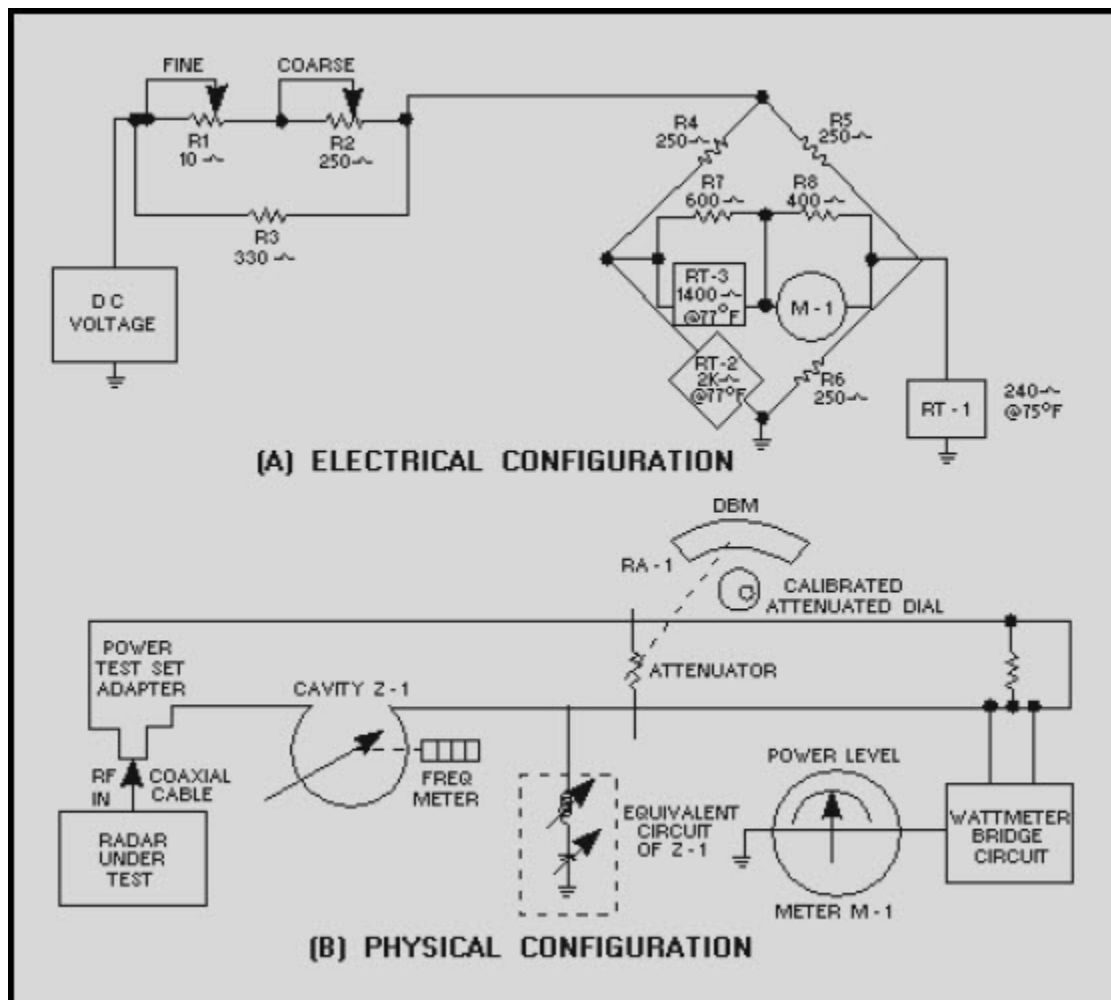 FINE
COARSE
R1
10
R2
250
R3
330
DC
VOLTAGE
R4
250
R5
250
R7
600
R8
400
RT-3
1400
@77°F
M-1
RT-2
2K
@77°F
R6
250
RT-1
240
@75°F
(A) ELECTRICAL CONFIGURATION
DBM
RA-1
CALIBRATED
ATTENUATED DIAL
POWER
TEST SET
ADAPTER
CAVITY Z-1
ATTENUATOR
RF
IN
COAXIAL
CABLE
FREQ
METER
POWER LEVEL
RADAR
UNDER
TEST
EQUIVALENT
CIRCUIT
OF Z-1
WATTMETER
BRIDGE
CIRCUIT
METER M-1
(B) PHYSICAL CONFIGURATION